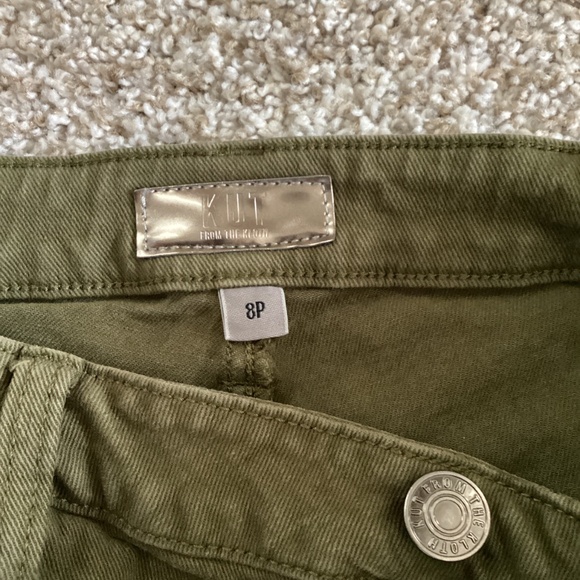 KUT
FROM THE KLOTH
8P
KUT FROM THE KLOTH